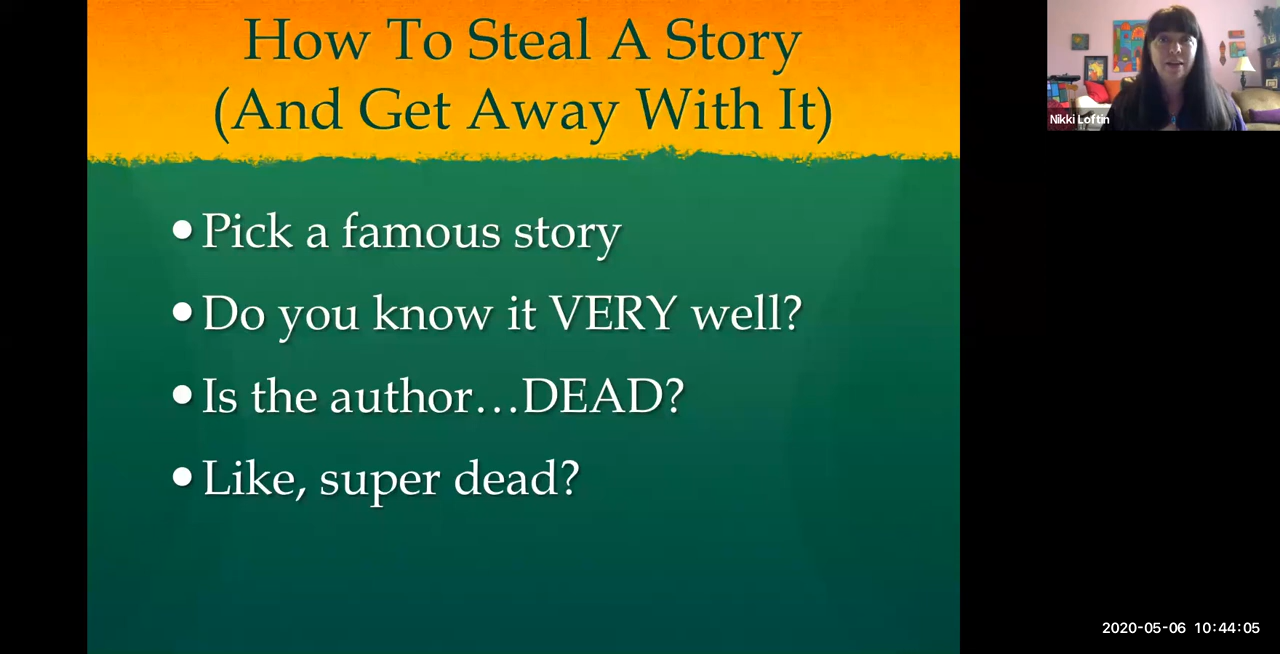 How To Steal A Story
(And Get Away With It)
•Pick a famous story
•Do you know it VERY well?
•Is the author…DEAD?
•Like, super dead?
Nikki Loftin
2020-05-06 10:44:05